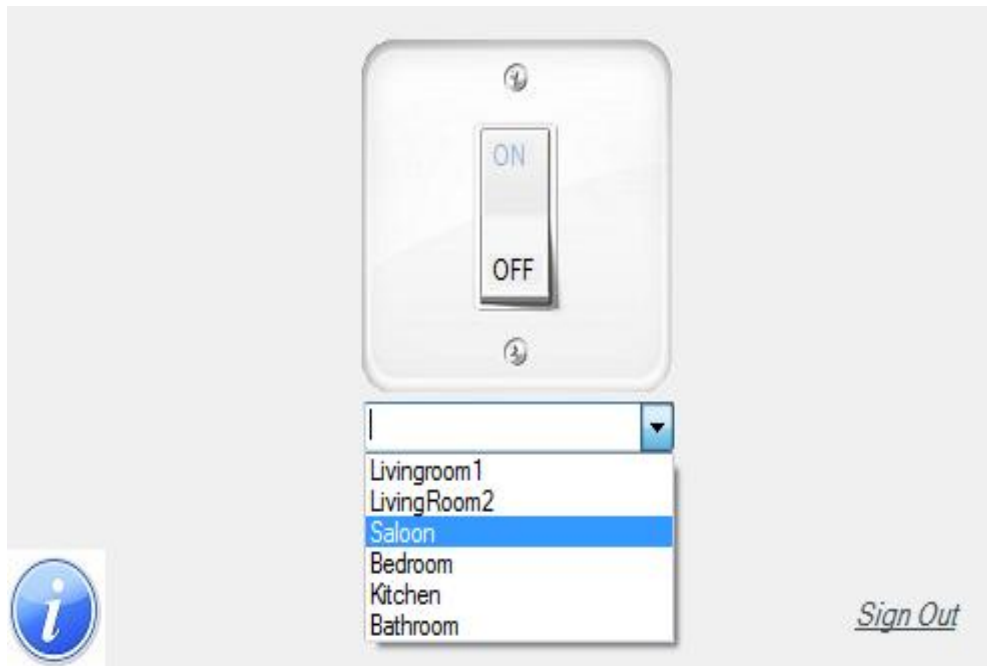 ON
OFF
Livingroom1
LivingRoom2
Saloon
Bedroom
Kitchen
Bathroom
i
Sign Out